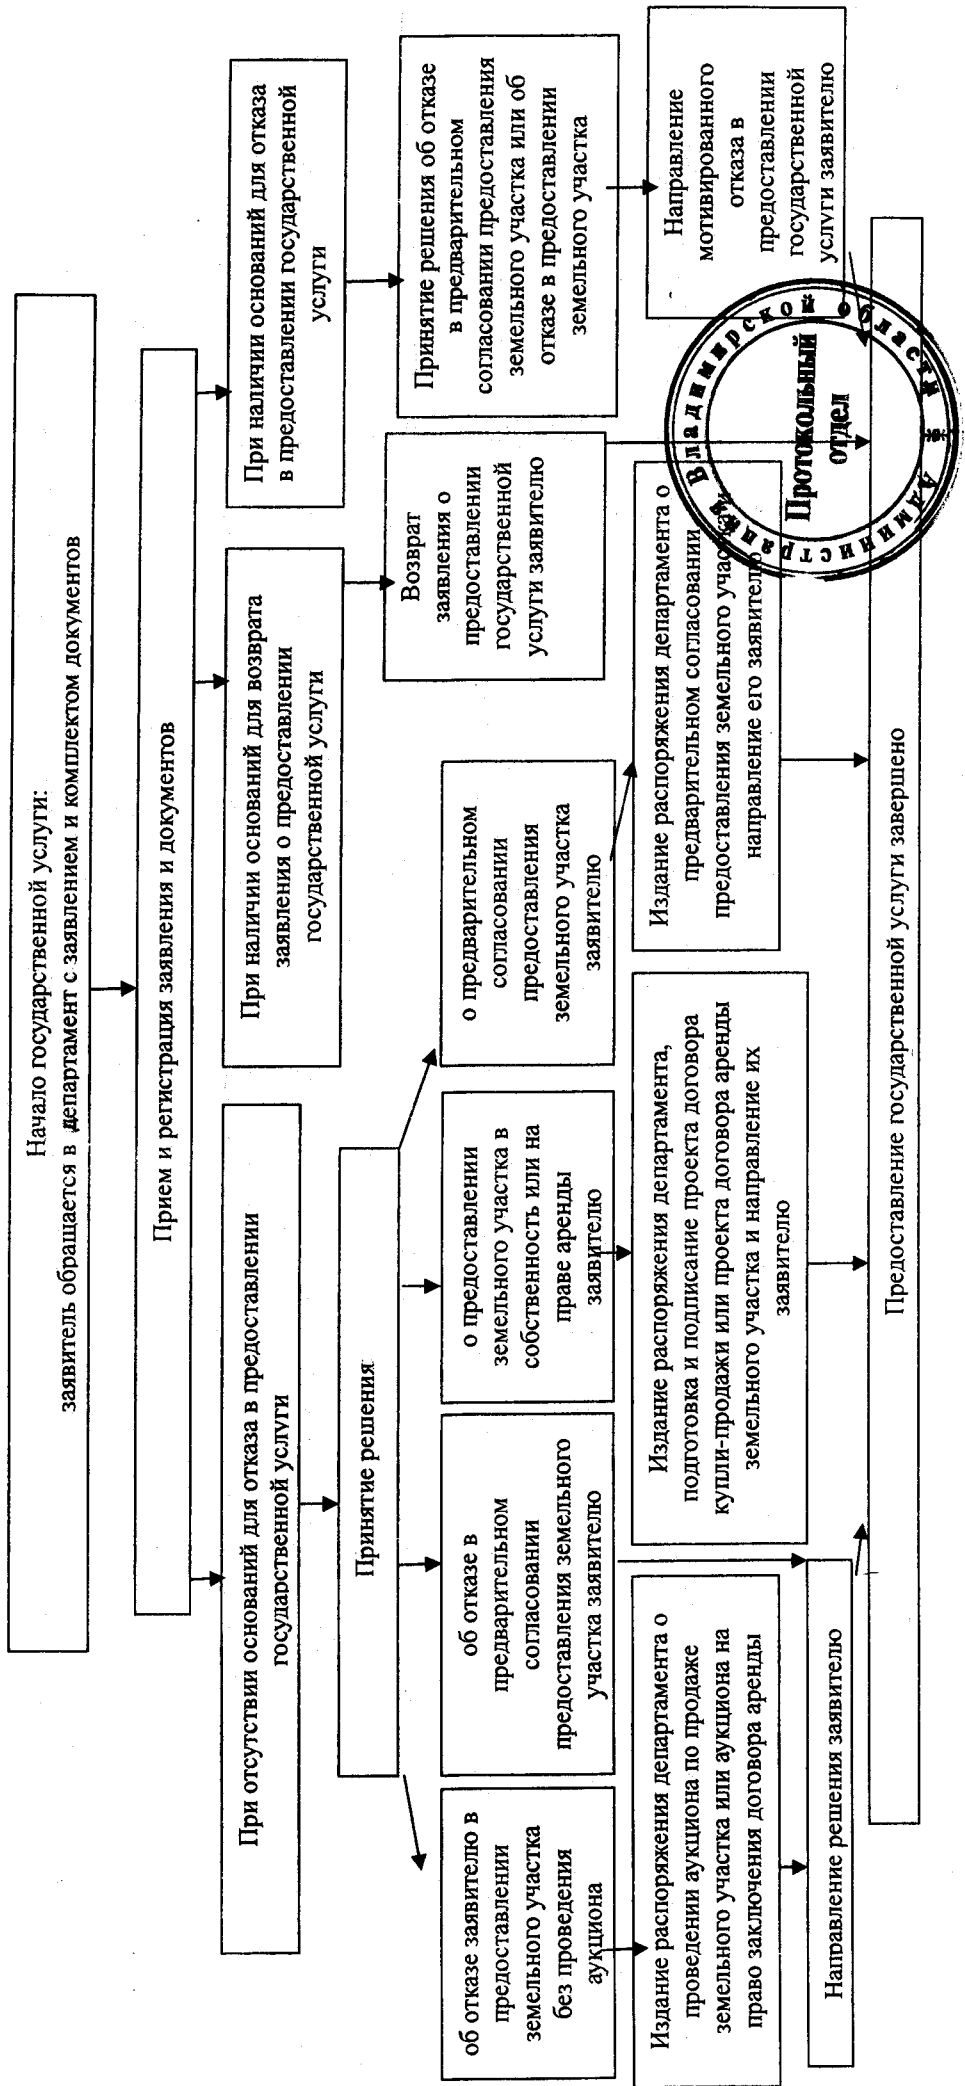 Начало государственной услуги:
заявитель обращается в департамент с заявлением и комплектом документов
Прием и регистрация заявления и документов
При отсутствии оснований для отказа в предоставлении
государственной услуги
При наличии оснований для возврата
заявления о предоставлении
государственной услуги
При наличии оснований для отказа
в предоставлении государственной
услуги
Принятие решения
Возврат
заявления о
предоставлении
государственной
услуги заявителю
Принятие решения об отказе
в предварительном
согласовании предоставления
земельного участка или об
отказе в предоставлении
земельного участка
об отказе заявителю в
предоставлении
земельного участка
без проведения
аукциона
об отказе в
предварительном
согласовании
предоставления земельного
участка заявителю
о предоставлении
земельного участка в
собственность или на
праве аренды
заявителю
о предварительном
согласовании
предоставления
земельного участка
заявителю
Издание распоряжения департамента о
проведении аукциона по продаже
земельного участка или аукциона на
право заключения договора аренды
Издание распоряжения департамента,
подготовка и подписание проекта договора
купли-продажи или проекта договора аренды
земельного участка и направление их
заявителю
Издание распоряжения департамента о
предварительном согласовании
предоставления земельного участка и
направление его заявителю
Направление
мотивированного
отказа в
предоставлении
государственной
услуги заявителю
Направление решения заявителю
Предоставление государственной услуги завершено
Администрация Владимирской области
Протокольный
отдел